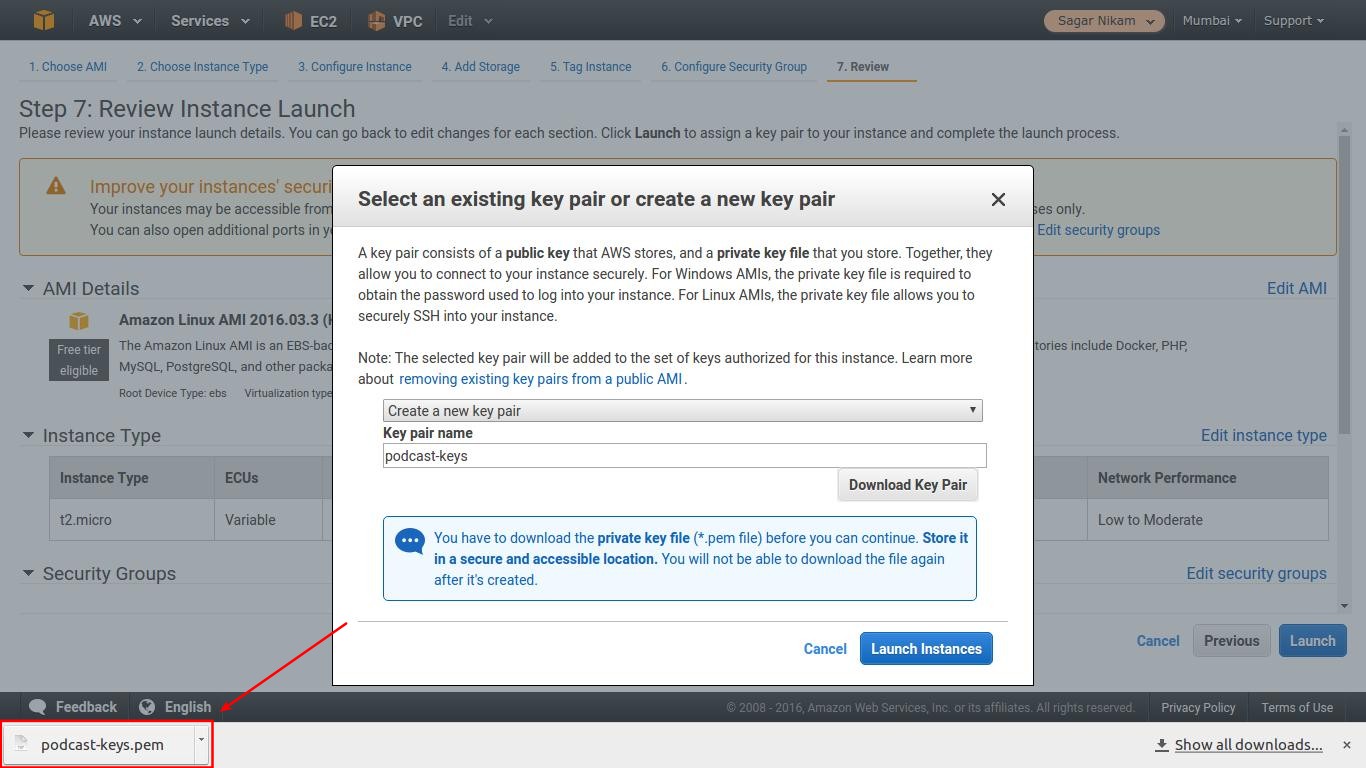 AWS
Services
EC2
VPC
Edit
Sagar Nikam
Mumbai
Support
1. Choose AMI
2. Choose Instance Type
3. Configure Instance
4. Add Storage
5. Tag Instance
6. Configure Security Group
7. Review
Step 7: Review Instance Launch
Please review your instance launch details. You can go back to edit changes for each section. Click Launch to assign a key pair to your instance and complete the launch process.
Improve your instances' securi
Your instances may be accessible from
ses only.
You can also open additional ports in y
Edit security groups
AMI Details
Edit AMI
Amazon Linux AMI 2016.03.3 (
Free tier
eligible
The Amazon Linux AMI is an EBS-bac
tories include Docker, PHP,
MySQL, PostgreSQL, and other packa
Root Device Type: ebs
Virtualization type
Instance Type
Edit instance type
Instance Type
ECUs
Network Performance
t2.micro
Variable
Low to Moderate
Security Groups
Edit security groups
Cancel
Previous
Launch
Select an existing key pair or create a new key pair
A key pair consists of a public key that AWS stores, and a private key file that you store. Together, they
allow you to connect to your instance securely. For Windows AMIs, the private key file is required to
obtain the password used to log into your instance. For Linux AMIs, the private key file allows you to
securely SSH into your instance.
Note: The selected key pair will be added to the set of keys authorized for this instance. Learn more
about removing existing key pairs from a public AMI.
Create a new key pair
Key pair name
podcast-keys
Download Key Pair
You have to download the private key file (*.pem file) before you can continue. Store it
in a secure and accessible location. You will not be able to download the file again
after it's created.
Cancel
Launch Instances
Feedback
English
© 2008 - 2016, Amazon Web Services, Inc. or its affiliates. All rights reserved.
Privacy Policy
Terms of Use
podcast-keys.pem
Show all downloads...